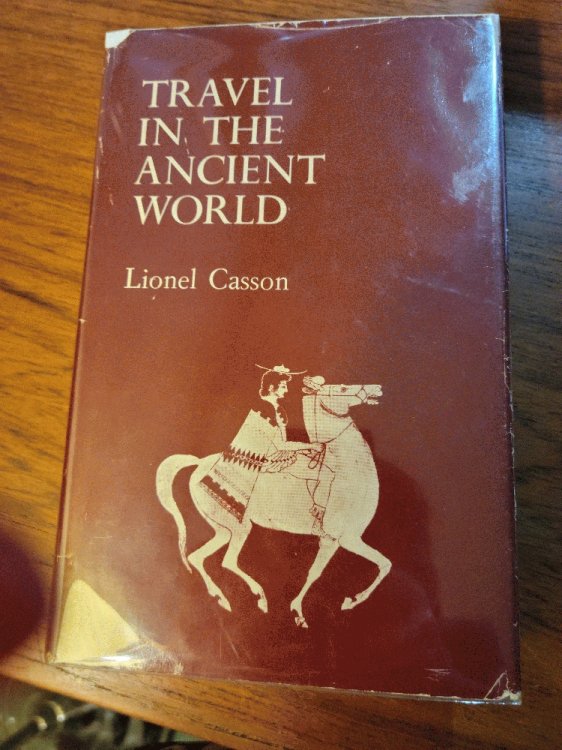 TRAVEL
IN THE
ANCIENT
WORLD
Lionel Casson